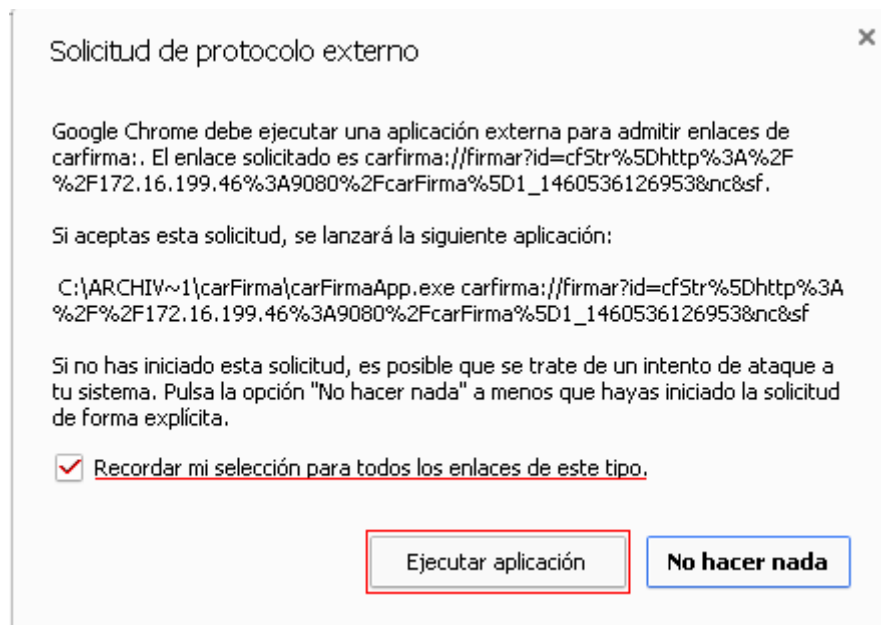 Solicitud de protocolo externo
Google Chrome debe ejecutar una aplicación externa para admitir enlaces de
carfirma:. El enlace solicitado es carfirma://firmar?id=cfStr%5Dhttp%3A%2F
%2F172.16.199.46%3A9080%2FcarFirma%5D1_1460536126953&nc&sf.
Si aceptas esta solicitud, se lanzará la siguiente aplicación:
C:\ARCHIV~1\carFirma\carFirmaApp.exe carfirma://firmar?id=cfStr%5Dhttp%3A
%2F%2F172.16.199.46%3A9080%2FcarFirma%5D1_1460536126953&nc&sf
Si no has iniciado esta solicitud, es posible que se trate de un intento de ataque a
tu sistema. Pulsa la opción "No hacer nada" a menos que hayas iniciado la solicitud
de forma explícita.
Recordar mi selección para todos los enlaces de este tipo.
Ejecutar aplicación
No hacer nada